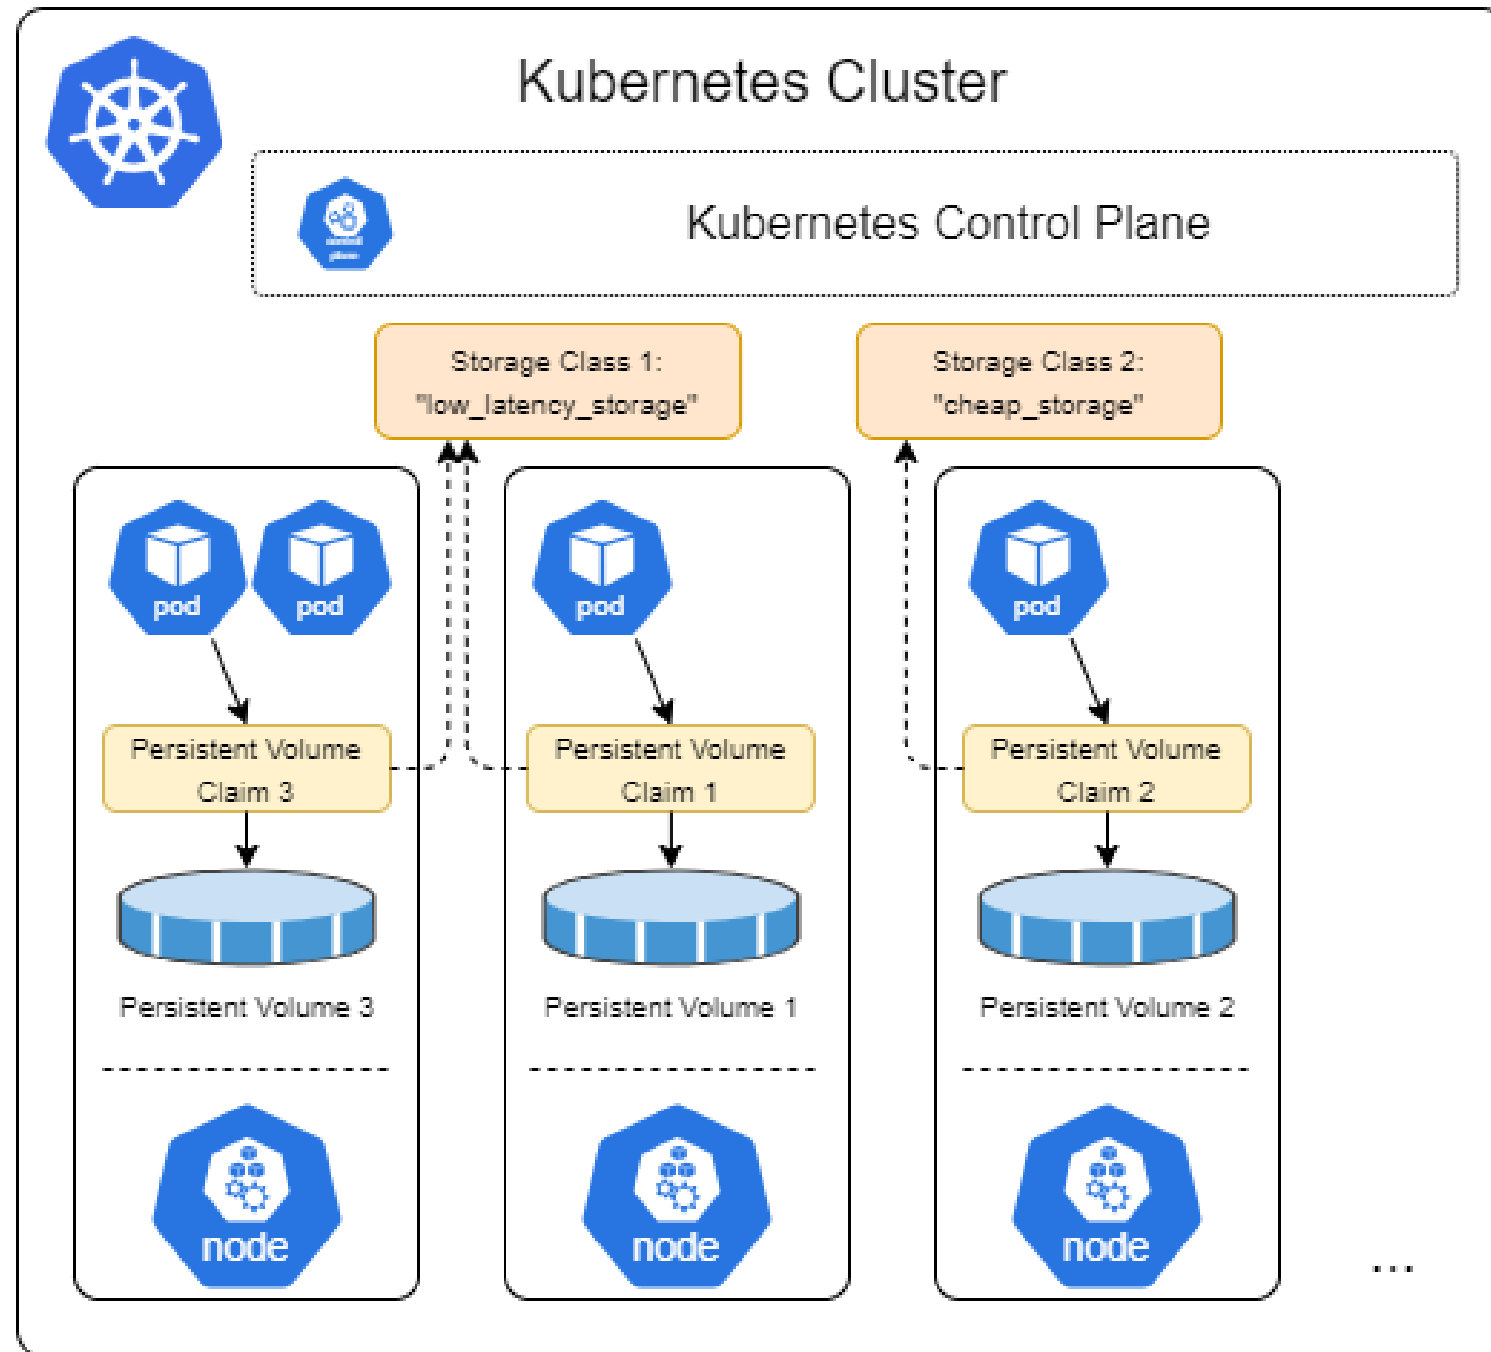 Kubernetes Cluster
control
plane
Kubernetes Control Plane
Storage Class 1:
"low_latency_storage"
Storage Class 2:
"cheap_storage"
pod
pod
pod
pod
Persistent Volume
Claim 3
Persistent Volume
Claim 1
Persistent Volume
Claim 2
Persistent Volume 3
Persistent Volume 1
Persistent Volume 2
node
node
node
...